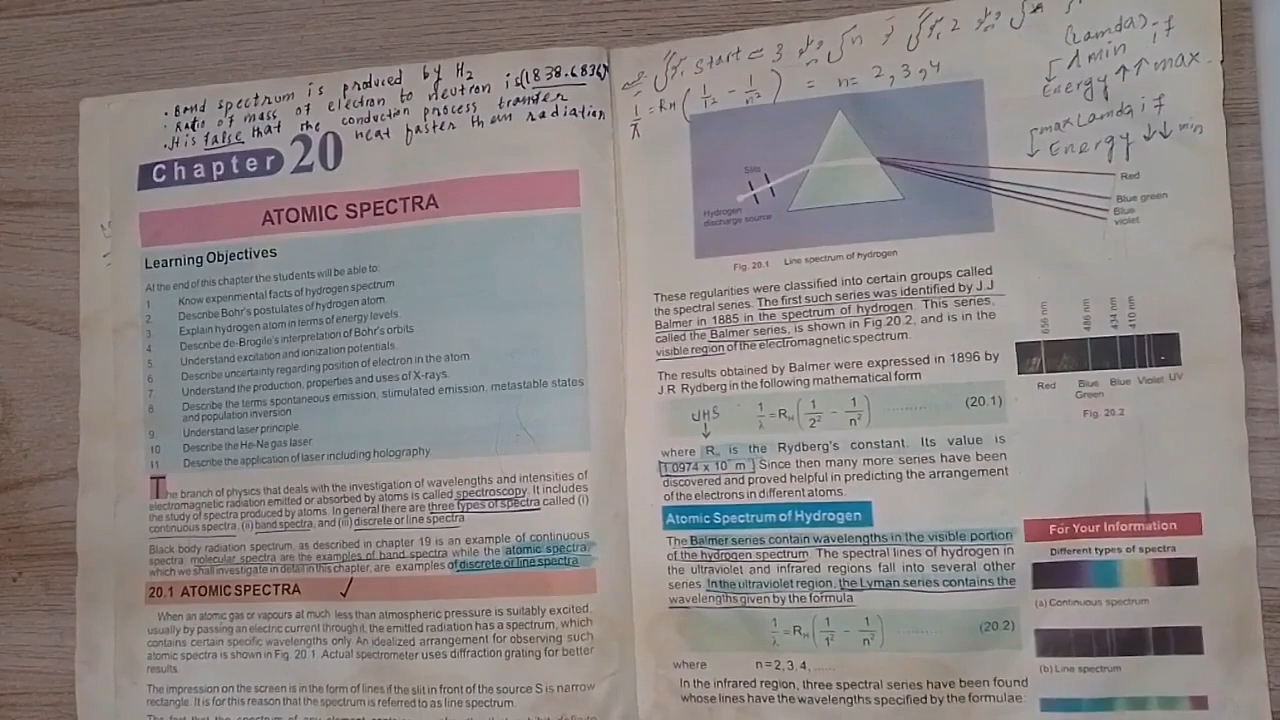 • Band spectrum is produced by H2
• Ratio of mass of electron to neutron is (1838.6836)
• It is false that the conduction process transfer
heat faster than radiation
Chapter 20
ATOMIC SPECTRA
Learning Objectives
At the end of this chapter the students will be able to:
1 Know experimental facts of hydrogen spectrum
2 Describe Bohr's postulates of hydrogen atom
3 Explain hydrogen atom in terms of energy levels
4 Describe de-Brogile's interpretation of Bohr's orbits
5 Understand excitation and ionization potentials
6 Describe uncertainty regarding position of electron in the atom
7 Understand the production, properties and uses of X-rays.
8 Describe the terms spontaneous emission, stimulated emission, metastable states
and population inversion
9 Understand laser principle
10 Describe the He-Ne gas laser
11 Describe the application of laser including holography
The branch of physics that deals with the investigation of wavelengths and intensities of
electromagnetic radiation emitted or absorbed by atoms is called spectroscopy. It includes
the study of spectra produced by atoms. In general there are three types of spectra called (i)
continuous spectra, (ii) band spectra, and (iii) discrete or line spectra
Black body radiation spectrum, as described in chapter 19 is an example of continuous
spectra; molecular spectra are the examples of band spectra while the atomic spectra,
which we shall investigate in detail in this chapter, are examples of discrete or line spectra
20.1 ATOMIC SPECTRA
When an atomic gas or vapours at much less than atmospheric pressure is suitably excited,
usually by passing an electric current through it, the emitted radiation has a spectrum, which
contains certain specific wavelengths only. An idealized arrangement for observing such
atomic spectra is shown in Fig. 20.1. Actual spectrometer uses diffraction grating for better
results.
The impression on the screen is in the form of lines if the slit in front of the source S is narrow
rectangle. It is for this reason that the spectrum is referred to as line spectrum.
Start = 3
1/λ = RH (1/1² - 1/n²) = n = 2,3,4
(lamda)
↓ λ min if
Energy ↑↑ max.
max Lamda if
Energy ↓↓ min
Slits
Hydrogen
discharge source
Red
Blue green
Blue
violet
Fig. 20.1 Line spectrum of hydrogen
These regularities were classified into certain groups called
the spectral series. The first such series was identified by J.J
Balmer in 1885 in the spectrum of hydrogen. This series,
called the Balmer series, is shown in Fig.20.2, and is in the
visible region of the electromagnetic spectrum.
The results obtained by Balmer were expressed in 1896 by
J.R Rydberg in the following mathematical form
1/λ = RH (1/2² - 1/n²) .......... (20.1)
where RH is the Rydberg's constant. Its value is
Since then many more series have been
discovered and proved helpful in predicting the arrangement
of the electrons in different atoms.
656 nm 486 nm 434 nm 410 nm
Red Blue Green Blue Violet UV
Fig. 20.2
Atomic Spectrum of Hydrogen
The Balmer series contain wavelengths in the visible portion
of the hydrogen spectrum. The spectral lines of hydrogen in
the ultraviolet and infrared regions fall into several other
series. In the ultraviolet region, the Lyman series contains the
wavelengths given by the formula
1/λ = RH (1/1² - 1/n²) .......... (20.2)
where n = 2,3,4, ......
In the infrared region, three spectral series have been found
whose lines have the wavelengths specified by the formulae:
For Your Information
Different types of spectra
(a) Continuous spectrum
(b) Line spectrum